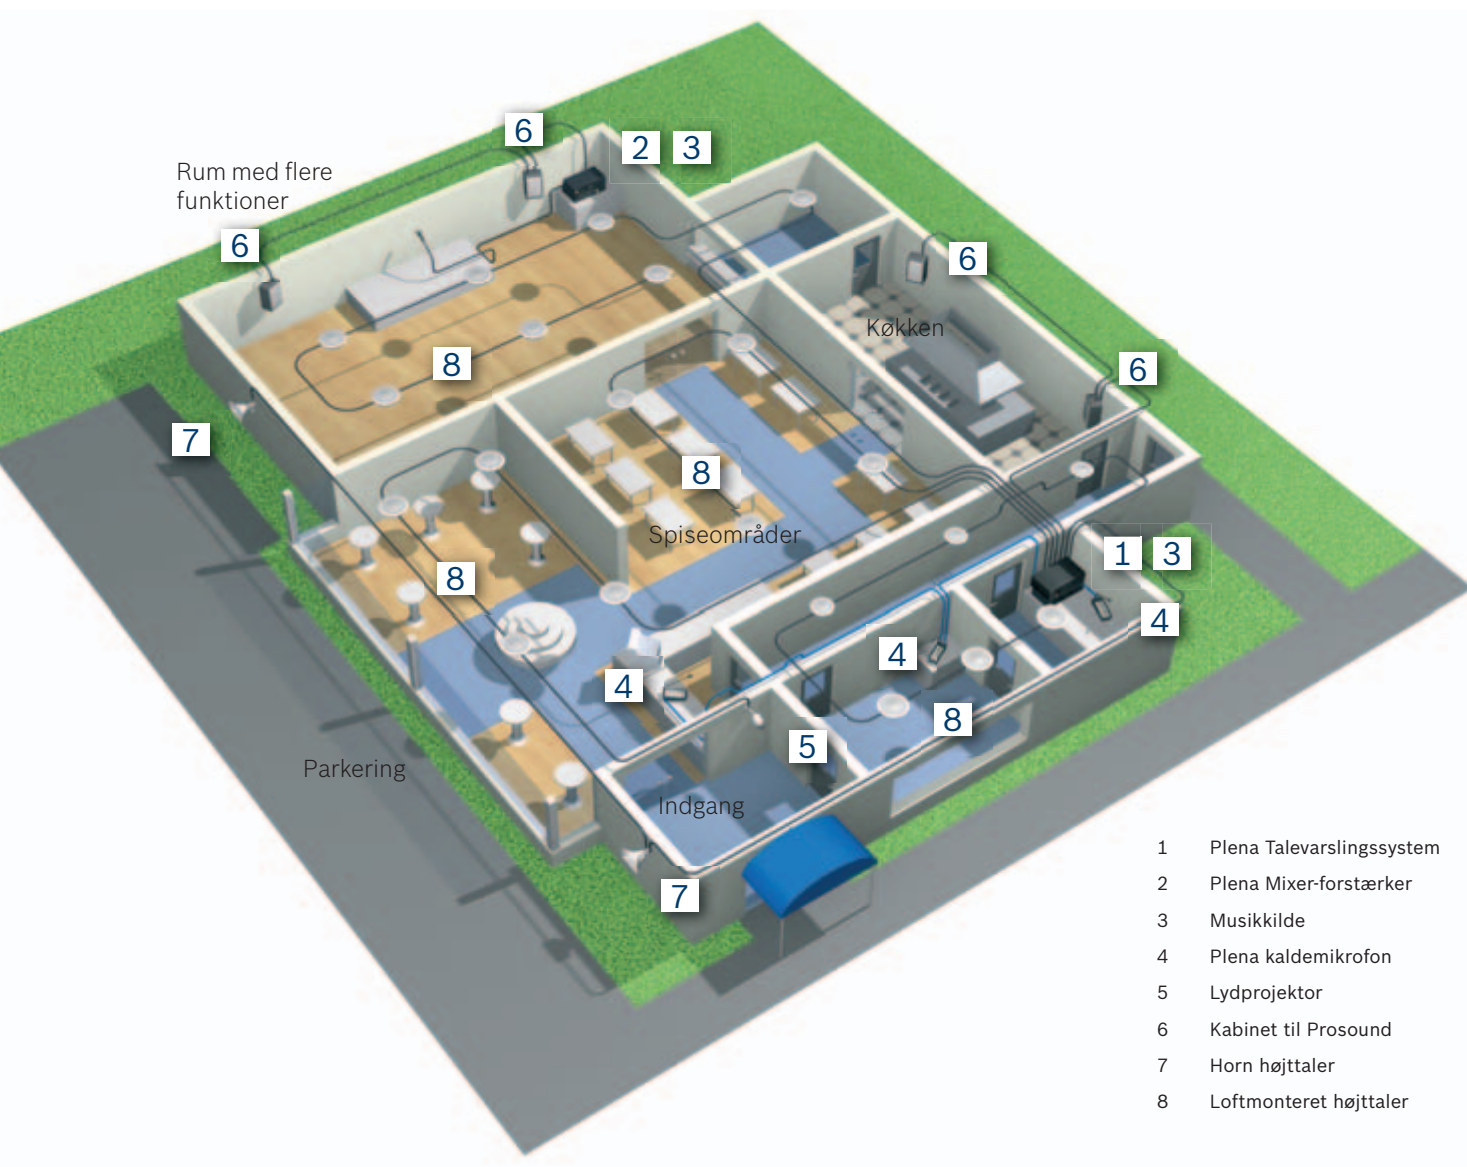 6
2 3
Rum med flere
funktioner
6
6
Køkken
8
6
7
8
Spiseområder
1 3
8
4
4
4
8
5
Parkering
Indgang
7
1 Plena Talevarslingssystem
2 Plena Mixer-forstærker
3 Musikkilde
4 Plena kaldemikrofon
5 Lydprojektor
6 Kabinet til Prosound
7 Horn højttaler
8 Loftmonteret højttaler